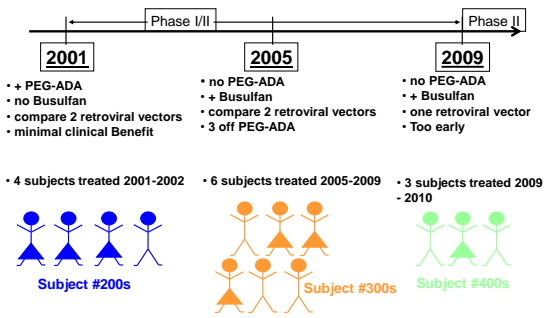 Phase I/II
Phase II
2001
2005
2009
• + PEG-ADA
• no Busulfan
• compare 2 retroviral vectors
• minimal clinical Benefit
• no PEG-ADA
• + Busulfan
• compare 2 retroviral vectors
• 3 off PEG-ADA
• no PEG-ADA
• + Busulfan
• one retroviral vector
• Too early
• 4 subjects treated 2001-2002
• 6 subjects treated 2005-2009
• 3 subjects treated 2009
- 2010
Subject #200s
Subject #300s
Subject #400s